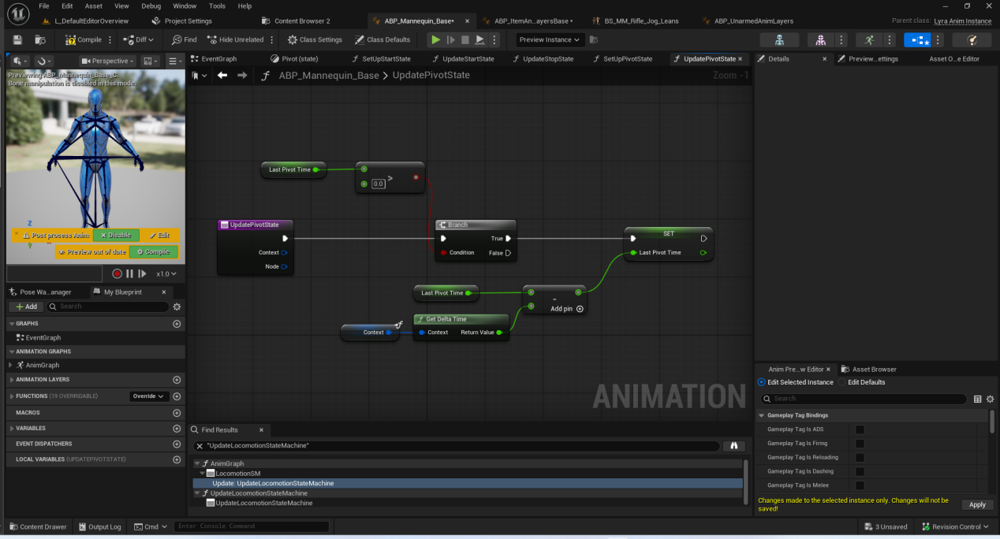 File Edit Asset View Debug Window Tools Help
L_DefaultEditorOverview Project Settings Content Browser 2 ABP_Mannequin_Base* ABP_ItemAn...ayersBase • BS_MM_Rifle_Jog_Leans ABP_UnarmedAnimLayers Parent class: Lyra Anim Instance
Compile Diff Find Hide Unrelated Class Settings Class Defaults Preview Instance
Perspective
EventGraph Pivot (state) SetUpStartState UpdateStartState UpdateStopState SetUpPivotState UpdatePivotState Details Preview...ettings Asset O...e Editor
Previewing ABP_Mannequin_Base_C.
Bone manipulation is disabled in this mode.
ABP_Mannequin_Base > UpdatePivotState Zoom -1
Last Pivot Time
0.0 >
UpdatePivotState
Context
Node
Branch
True
Condition False
SET
Last Pivot Time
Last Pivot Time
-
Add pin
Get Delta Time
Context
Context Return Value
ANIMATION
Z
Y
Post process Anim: Disable Edit
Preview out of date Compile
x1.0
Pose Wa...anager My Blueprint
Add Search
GRAPHS
EventGraph
ANIMATION GRAPHS
AnimGraph
ANIMATION LAYERS
FUNCTIONS (19 OVERRIDABLE) Override
MACROS
VARIABLES
EVENT DISPATCHERS
LOCAL VARIABLES (UPDATEPIVOTSTATE)
Find Results
"UpdateLocomotionStateMachine"
AnimGraph
LocomotionSM
Update: UpdateLocomotionStateMachine
UpdateLocomotionStateMachine
UpdateLocomotionStateMachine
Anim Pre...w Editor Asset Browser
Edit Selected Instance Edit Defaults
Search
Gameplay Tag Bindings
Gameplay Tag Is ADS
Gameplay Tag Is Firing
Gameplay Tag Is Reloading
Gameplay Tag Is Dashing
Gameplay Tag Is Melee
Changes made to the selected instance only. Changes will not be
saved!
Apply
Content Drawer Output Log Cmd Enter Console Command 3 Unsaved Revision Control